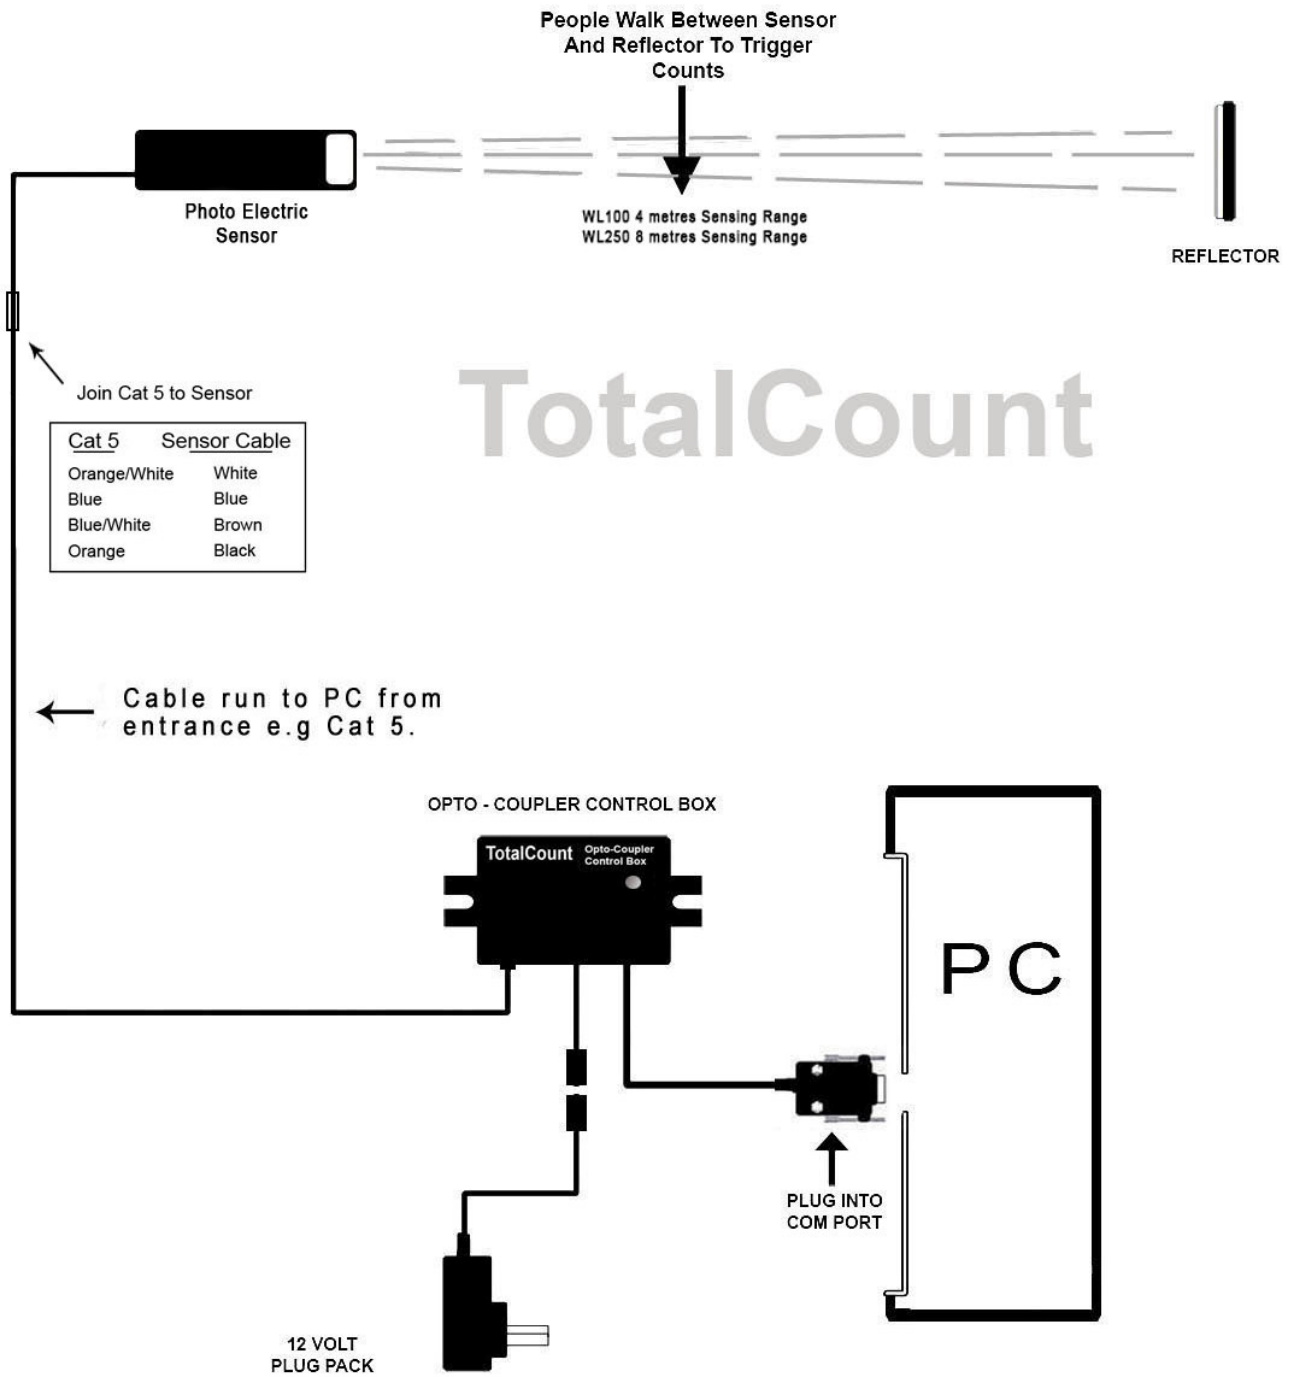 People Walk Between Sensor
And Reflector To Trigger
Counts
Photo Electric
Sensor
WL100 4 metres Sensing Range
WL250 8 metres Sensing Range
REFLECTOR
Join Cat 5 to Sensor
TotalCount
Cat 5 Sensor Cable
Orange/White White
Blue Blue
Blue/White Brown
Orange Black
Cable run to PC from
entrance e.g Cat 5.
OPTO - COUPLER CONTROL BOX
TotalCount Opto-Coupler
Control Box
PC
PLUG INTO
COM PORT
12 VOLT
PLUG PACK